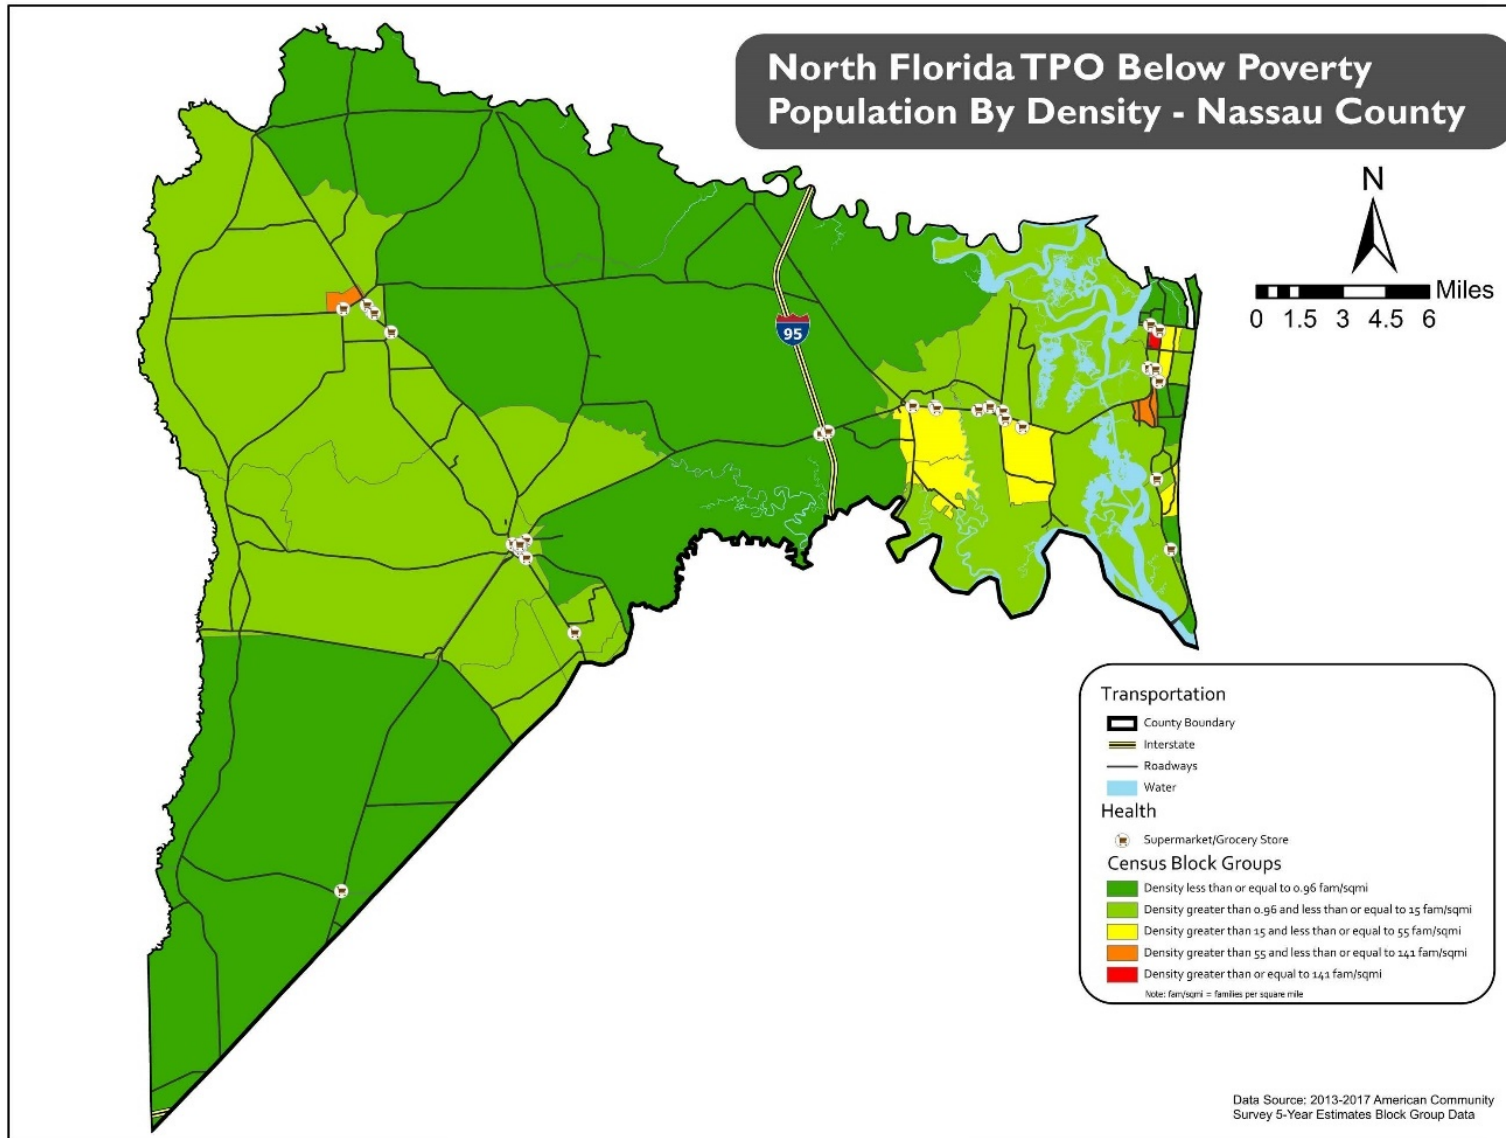 North Florida TPO Below Poverty
Population By Density - Nassau County
N
Miles
0 1.5 3 4.5 6
95
Transportation
County Boundary
Interstate
Roadways
Water
Health
Supermarket/Grocery Store
Census Block Groups
Density less than or equal to 0.96 fam/sqmi
Density greater than 0.96 and less than or equal to 15 fam/sqmi
Density greater than 15 and less than or equal to 55 fam/sqmi
Density greater than 55 and less than or equal to 141 fam/sqmi
Density greater than or equal to 141 fam/sqmi
Note: fam/sqmi = families per square mile
Data Source: 2013-2017 American Community
Survey 5-Year Estimates Block Group Data